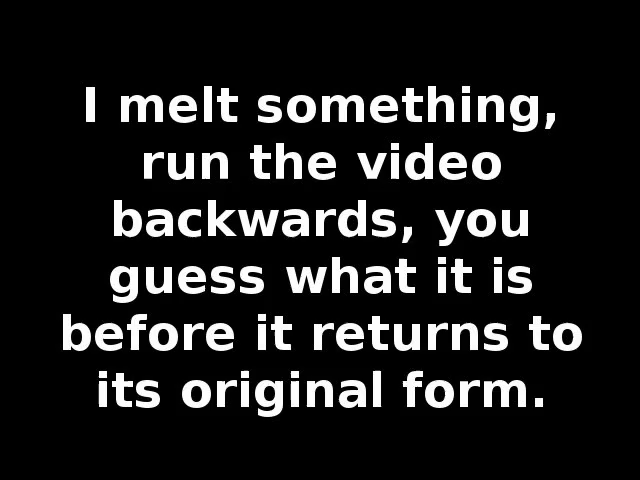 I melt something,
run the video
backwards, you
guess what it is
before it returns to
its original form.